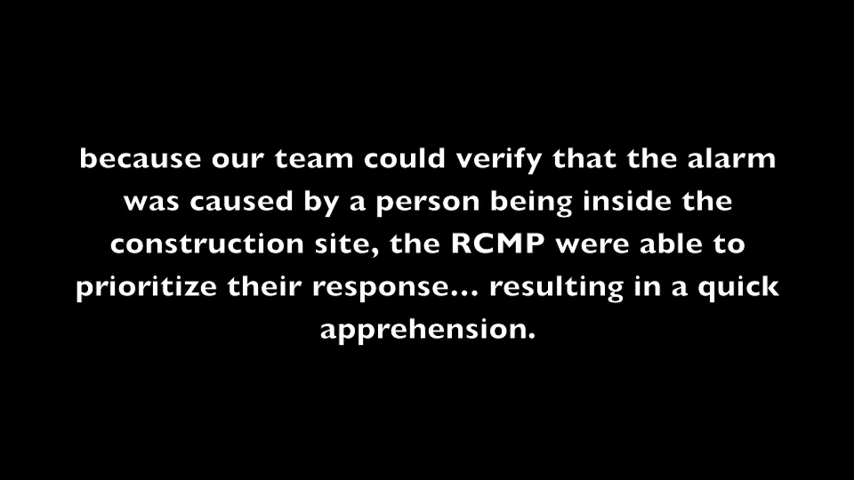 because our team could verify that the alarm
was caused by a person being inside the
construction site, the RCMP were able to
prioritize their response... resulting in a quick
apprehension.